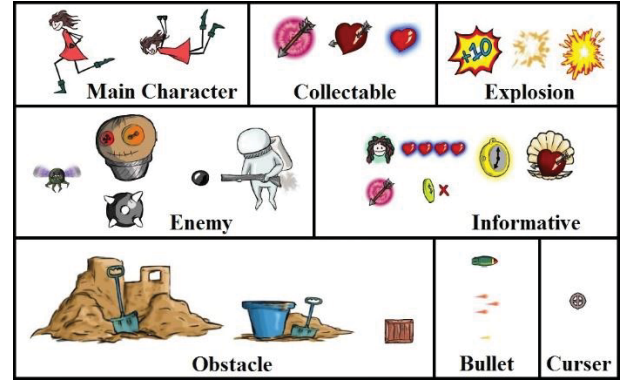 Main Character
Collectable
+10
Explosion
Enemy
X
Informative
Obstacle
Bullet
Curser